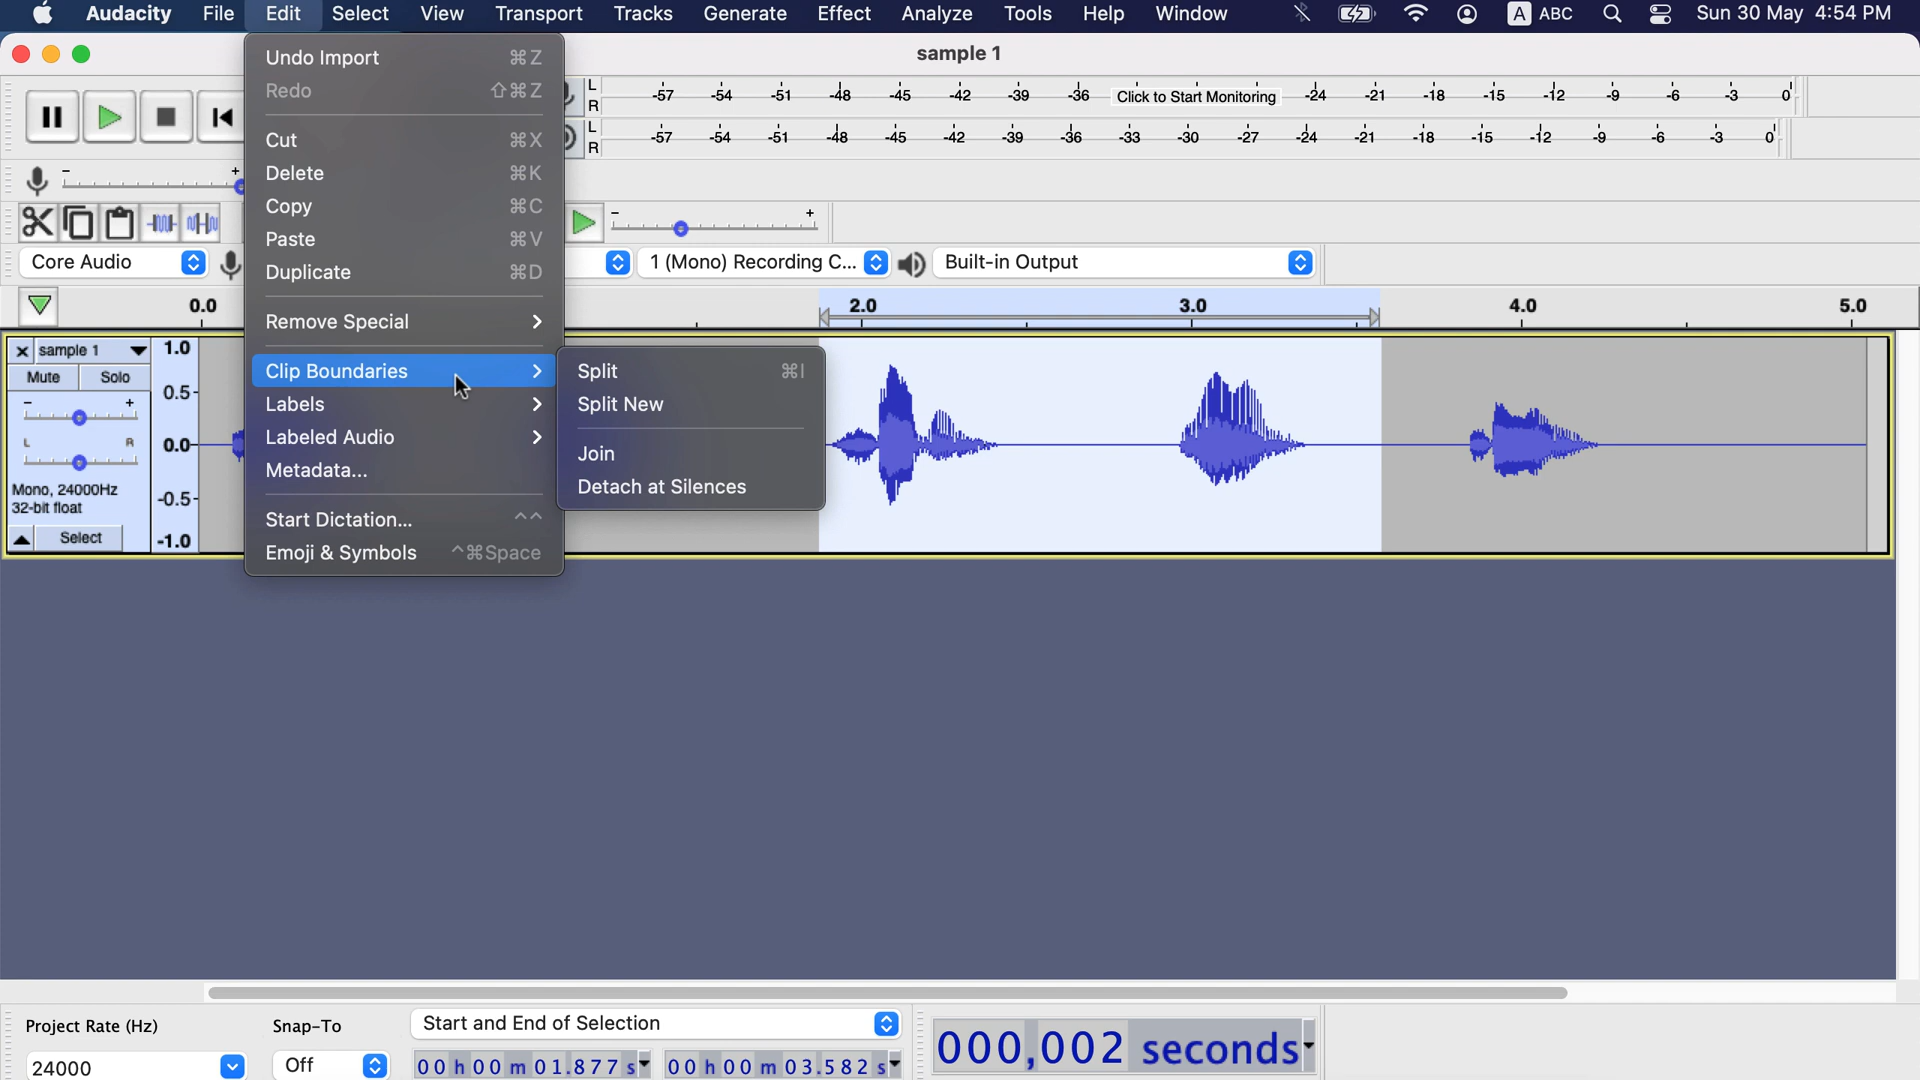 Audacity File Edit Select View Transport Tracks Generate Effect Analyze Tools Help Window A ABC Sun 30 May 4:54 PM
sample 1
Undo Import ⌘Z
Redo ⇧⌘Z
Cut ⌘X
Delete ⌘K
Copy ⌘C
Paste ⌘V
Duplicate ⌘D
Remove Special
Clip Boundaries
Labels
Labeled Audio
Metadata...
Start Dictation... ^^
Emoji & Symbols ^⌘Space
Split ⌘I
Split New
Join
Detach at Silences
L
R
-57 -54 -51 -48 -45 -42 -39 -36 Click to Start Monitoring -24 -21 -18 -15 -12 -9 -6 -3 0
L
R
-57 -54 -51 -48 -45 -42 -39 -36 -33 -30 -27 -24 -21 -18 -15 -12 -9 -6 -3 0
- +
- +
Core Audio 1 (Mono) Recording C... Built-in Output
0.0 2.0 3.0 4.0 5.0
sample 1
Mute Solo
- +
L R
Mono, 24000Hz
32-bit float
Select
1.0
0.5-
0.0-
-0.5-
-1.0
Project Rate (Hz) Snap-To Start and End of Selection
24000 Off 00 h 00 m 01.877 s 00 h 00 m 03.582 s
000,002 seconds